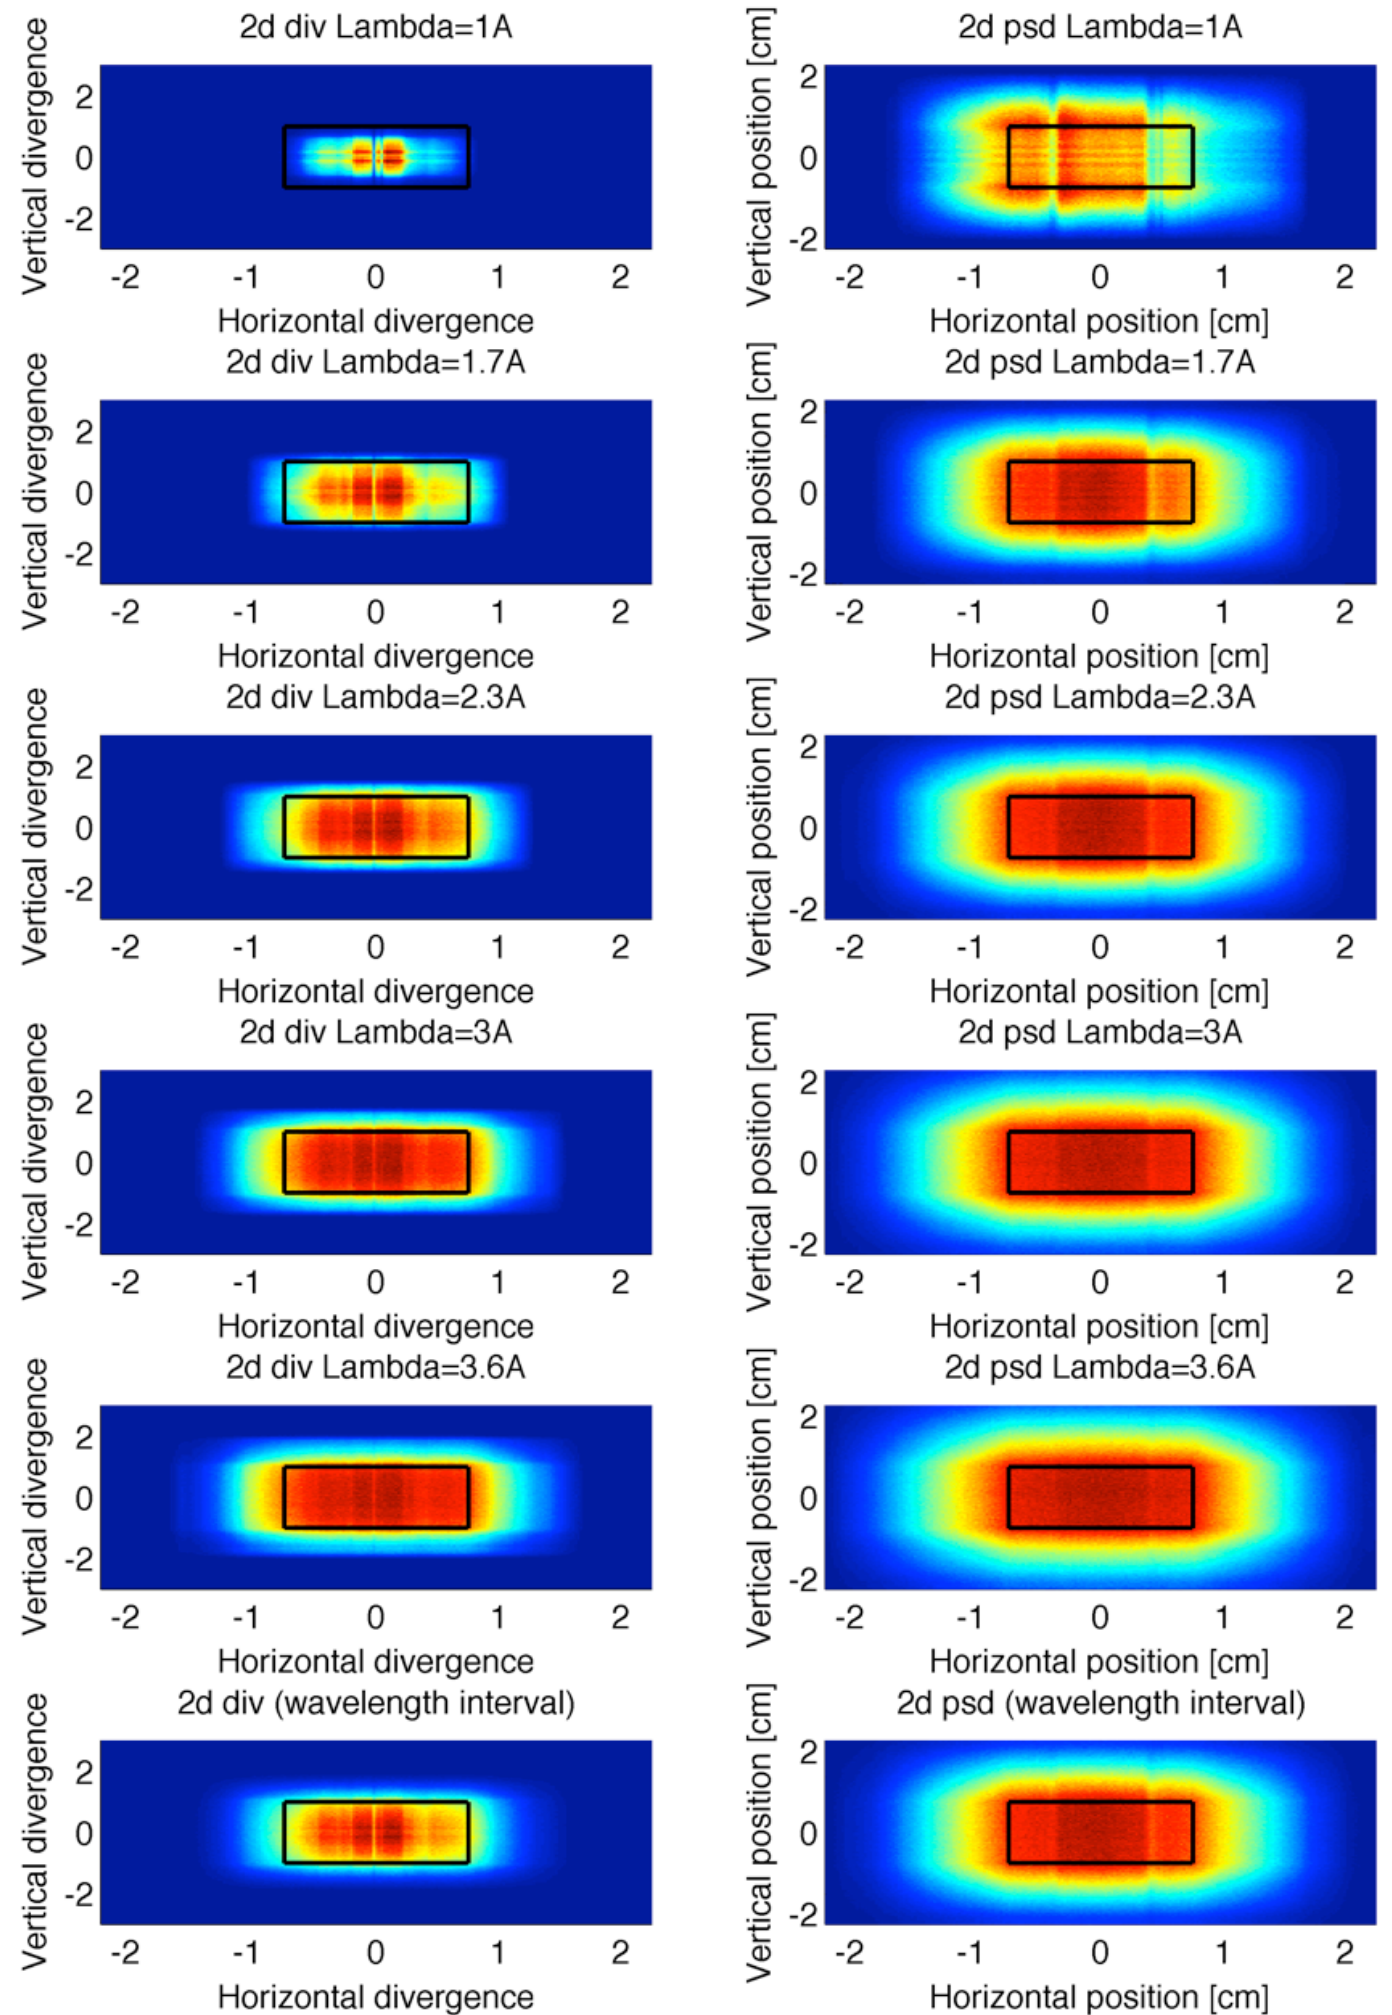 2d div Lambda=1A
Vertical divergence
2
0
-2
-2 -1 0 1 2
Horizontal divergence
2d psd Lambda=1A
Vertical position [cm]
2
0
-2
-2 -1 0 1 2
Horizontal position [cm]
2d div Lambda=1.7A
Vertical divergence
2
0
-2
-2 -1 0 1 2
Horizontal divergence
2d psd Lambda=1.7A
Vertical position [cm]
2
0
-2
-2 -1 0 1 2
Horizontal position [cm]
2d div Lambda=2.3A
Vertical divergence
2
0
-2
-2 -1 0 1 2
Horizontal divergence
2d psd Lambda=2.3A
Vertical position [cm]
2
0
-2
-2 -1 0 1 2
Horizontal position [cm]
2d div Lambda=3A
Vertical divergence
2
0
-2
-2 -1 0 1 2
Horizontal divergence
2d psd Lambda=3A
Vertical position [cm]
2
0
-2
-2 -1 0 1 2
Horizontal position [cm]
2d div Lambda=3.6A
Vertical divergence
2
0
-2
-2 -1 0 1 2
Horizontal divergence
2d psd Lambda=3.6A
Vertical position [cm]
2
0
-2
-2 -1 0 1 2
Horizontal position [cm]
2d div (wavelength interval)
Vertical divergence
2
0
-2
-2 -1 0 1 2
Horizontal divergence
2d psd (wavelength interval)
Vertical position [cm]
2
0
-2
-2 -1 0 1 2
Horizontal position [cm]